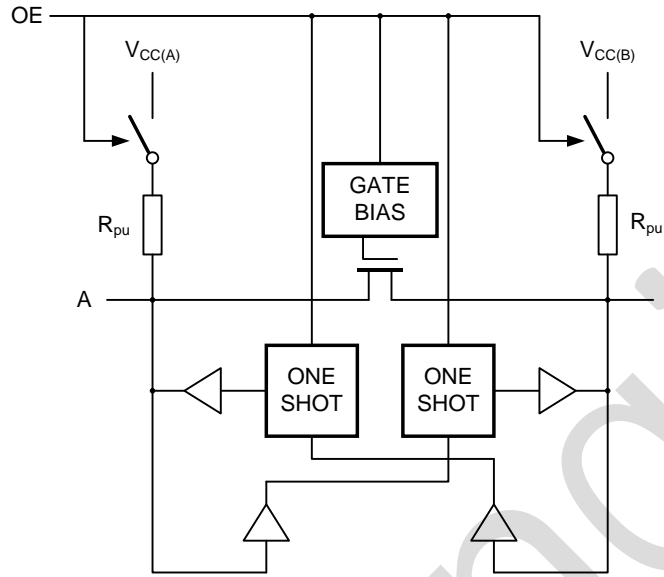 OE
VCC(A)
VCC(B)
GATE
BIAS
Rpu
Rpu
A
ONE
SHOT
ONE
SHOT